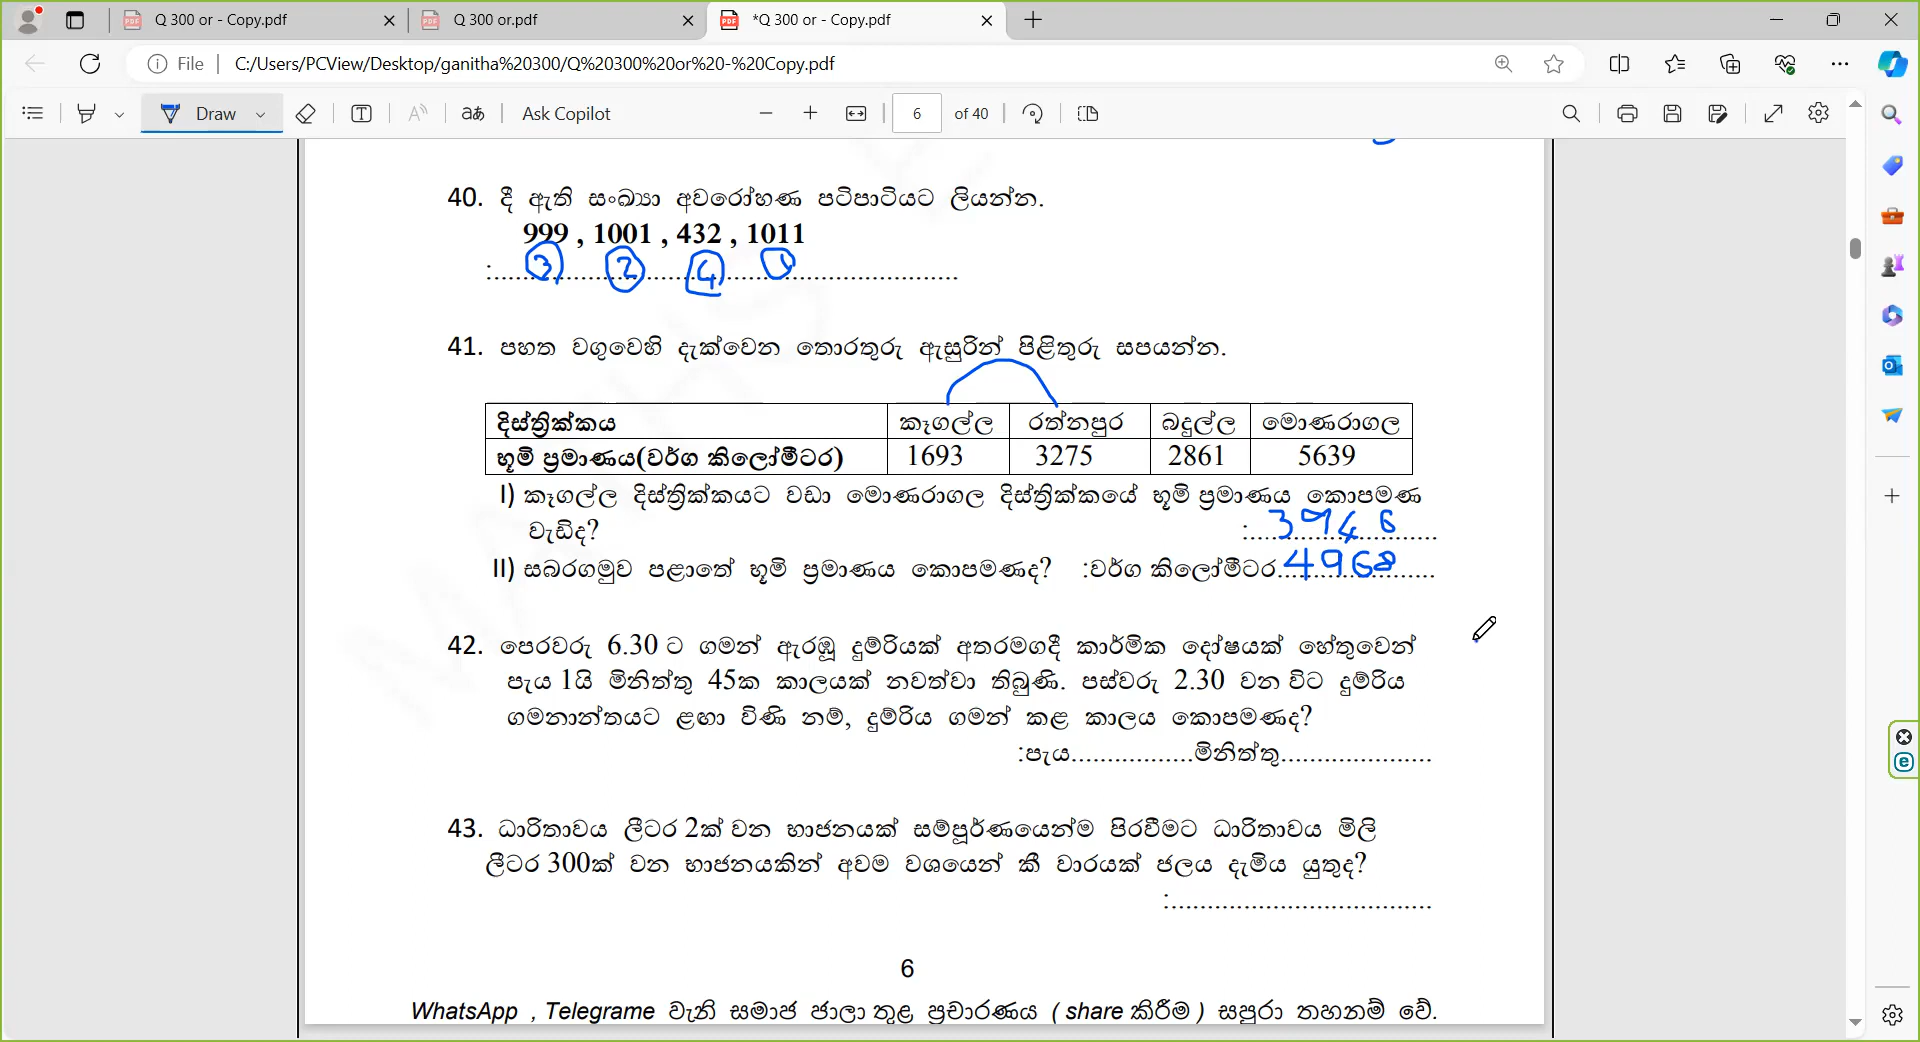 Q 300 or - Copy.pdf
Q 300 or.pdf
*Q 300 or - Copy.pdf
File
C:/Users/PCView/Desktop/ganitha%20300/Q%20300%20or%20-%20Copy.pdf
Draw
aあ
Ask Copilot
6 of 40
40. දී ඇති සංඛ්‍යා අවරෝහණ පටිපාටියට ලියන්න.
999 , 1001 , 432 , 1011
:.......... 3 2 4 1 ..........
41. පහත වගුවෙහි දැක්වෙන තොරතුරු ඇසුරින් පිළිතුරු සපයන්න.
දිස්ත්‍රික්කය කෑගල්ල රත්නපුර බදුල්ල මොණරාගල
භූමි ප්‍රමාණය(වර්ග කිලෝමීටර) 1693 3275 2861 5639
I) කෑගල්ල දිස්ත්‍රික්කයට වඩා මොණරාගල දිස්ත්‍රික්කයේ භූමි ප්‍රමාණය කොපමණ
වැඩිද? :.....3946.....
II) සබරගමුව පළාතේ භූමි ප්‍රමාණය කොපමණද? :වර්ග කිලෝමීටර.....4968.....
42. පෙරවරු 6.30 ට ගමන් ඇරඹූ දුම්රියක් අතරමගදී කාර්මික දෝෂයක් හේතුවෙන්
පැය 1යි මිනිත්තු 45ක කාලයක් නවත්වා තිබුණි. පස්වරු 2.30 වන විට දුම්රිය
ගමනාන්තයට ළඟා විණි නම්, දුම්රිය ගමන් කළ කාලය කොපමණද?
:පැය.................මිනිත්තු.....................
43. ධාරිතාවය ලීටර 2ක් වන භාජනයක් සම්පූර්ණයෙන්ම පිරවීමට ධාරිතාවය මිලි
ලීටර 300ක් වන භාජනයකින් අවම වශයෙන් කී වාරයක් ජලය දැමිය යුතුද?
:....................................
6
WhatsApp , Telegrame වැනි සමාජ ජාලා තුළ ප්‍රචාරණය ( share කිරීම ) සපුරා තහනම් වේ.